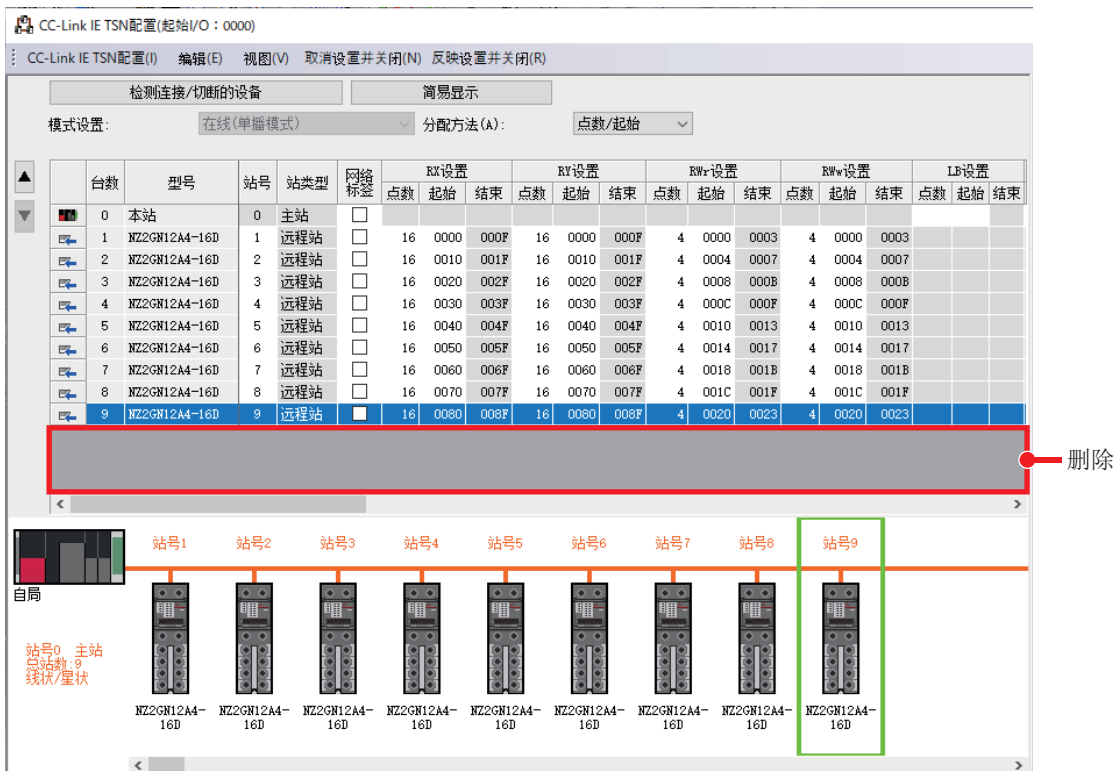 CC-Link IE TSN配置(起始I/O：0000)
CC-Link IE TSN配置(I) 编辑(E) 视图(V) 取消设置并关闭(N) 反映设置并关闭(R)
检测连接/切断的设备 简易显示
模式设置: 在线(单播模式) 分配方法(A): 点数/起始
台数 型号 站号 站类型 网络标签 RX设置 RY设置 RWr设置 RWw设置 LB设置
点数 起始 结束 点数 起始 结束 点数 起始 结束 点数 起始 结束 点数 起始 结束
0 本站 0 主站
1 NZ2GN12A4-16D 1 远程站 16 0000 000F 16 0000 000F 4 0000 0003 4 0000 0003
2 NZ2GN12A4-16D 2 远程站 16 0010 001F 16 0010 001F 4 0004 0007 4 0004 0007
3 NZ2GN12A4-16D 3 远程站 16 0020 002F 16 0020 002F 4 0008 000B 4 0008 000B
4 NZ2GN12A4-16D 4 远程站 16 0030 003F 16 0030 003F 4 000C 000F 4 000C 000F
5 NZ2GN12A4-16D 5 远程站 16 0040 004F 16 0040 004F 4 0010 0013 4 0010 0013
6 NZ2GN12A4-16D 6 远程站 16 0050 005F 16 0050 005F 4 0014 0017 4 0014 0017
7 NZ2GN12A4-16D 7 远程站 16 0060 006F 16 0060 006F 4 0018 001B 4 0018 001B
8 NZ2GN12A4-16D 8 远程站 16 0070 007F 16 0070 007F 4 001C 001F 4 001C 001F
9 NZ2GN12A4-16D 9 远程站 16 0080 008F 16 0080 008F 4 0020 0023 4 0020 0023
删除
站号1 站号2 站号3 站号4 站号5 站号6 站号7 站号8 站号9
自局
站号0 主站
总站数:9
线状/星状
NZ2GN12A4- NZ2GN12A4- NZ2GN12A4- NZ2GN12A4- NZ2GN12A4- NZ2GN12A4- NZ2GN12A4- NZ2GN12A4- NZ2GN12A4-
16D 16D 16D 16D 16D 16D 16D 16D 16D